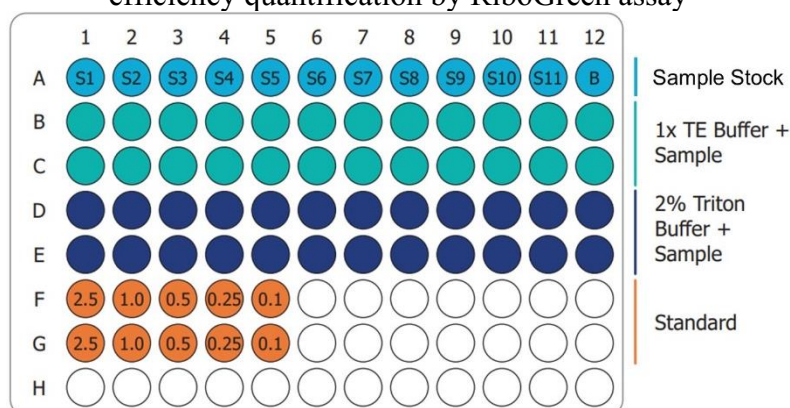 efficiency quantification by RiboGreen assay
1 2 3 4 5 6 7 8 9 10 11 12
A S1 S2 S3 S4 S5 S6 S7 S8 S9 S10 S11 B
Sample Stock
B
C
1x TE Buffer +
Sample
D
E
2% Triton
Buffer +
Sample
F 2.5 1.0 0.5 0.25 0.1
G 2.5 1.0 0.5 0.25 0.1
Standard
H